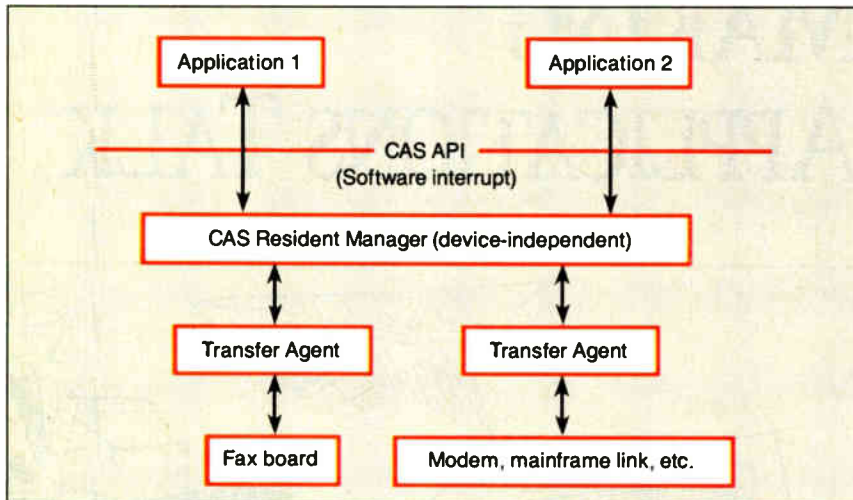 Application 1
Application 2
CAS API
(Software interrupt)
CAS Resident Manager (device-independent)
Transfer Agent
Transfer Agent
Fax board
Modem, mainframe link, etc.